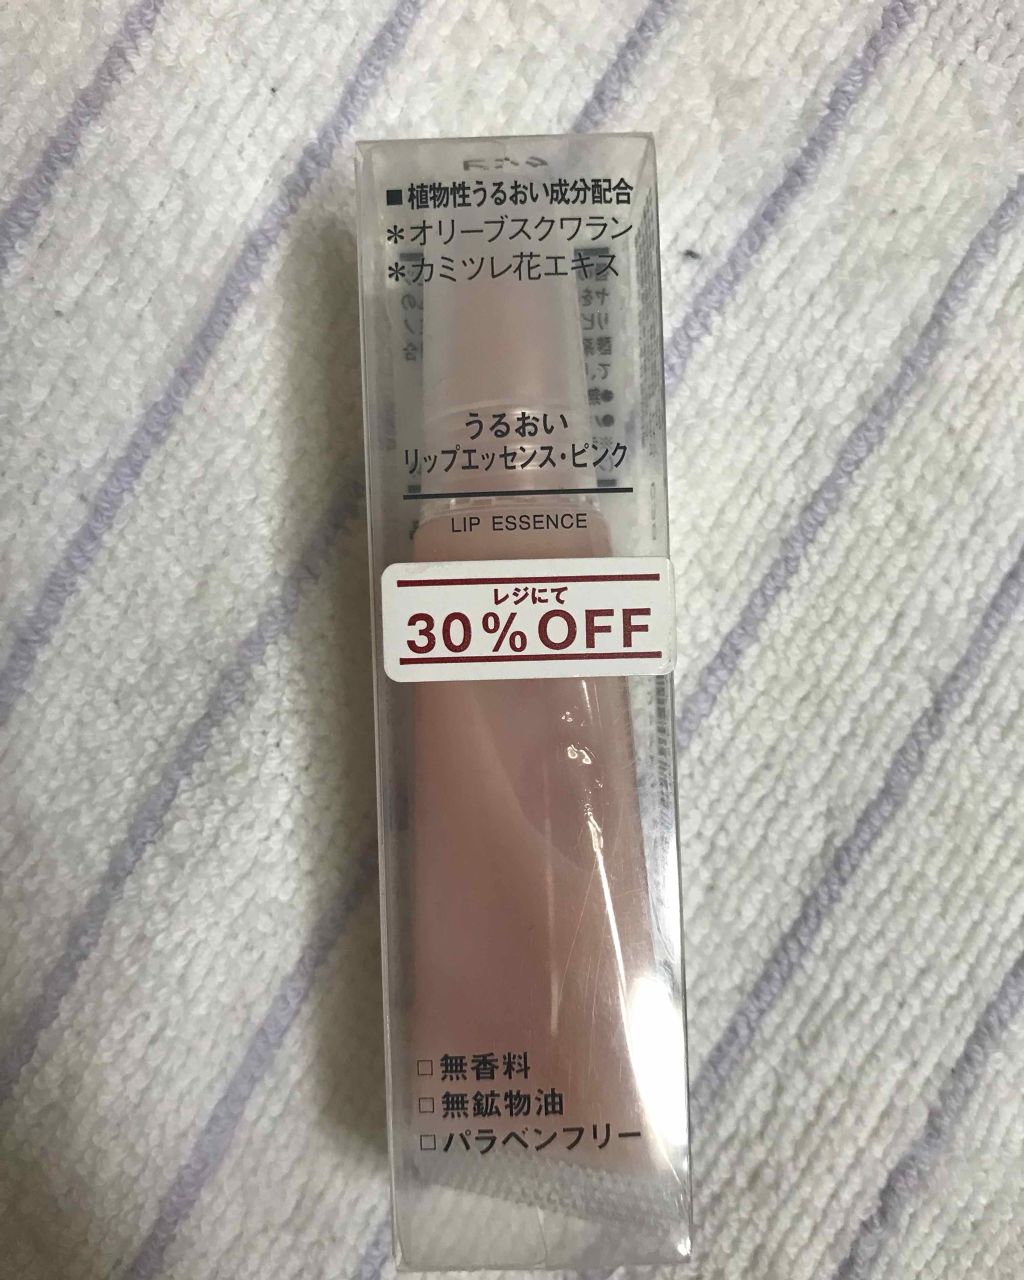 ■植物性うるおい成分配合
＊オリーブスクワラン
＊カミツレ花エキス
うるおい
リップエッセンス・ピンク
LIP ESSENCE
レジにて
30%OFF
□無香料
□無鉱物油
□パラベンフリー